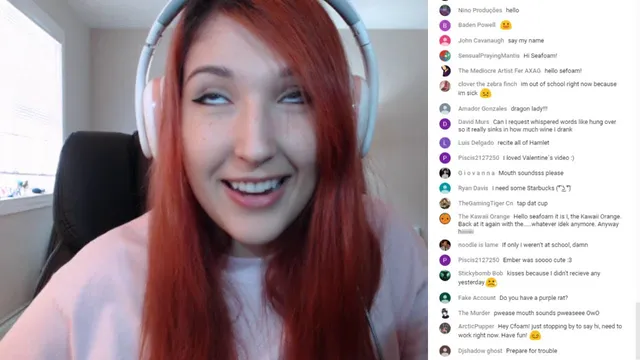 Nino Produções hello
Baden Powell
John Cavanaugh say my name
SensualPrayingMantis Hi Seafoam!
The Mediocre Artist Fer AXAG hello sefoam!
clover the zebra finch im out of school right now because
im sick
Amador Gonzales dragon lady!!!
David Murs Can I request whispered words like hung over
so it really sinks in how much wine i drank
Luis Delgado recite all of Hamlet
Piscis2127250 I loved Valentine´s video :)
G i o v a n n a Mouth soundsss please
Ryan Davis I need some Starbucks
TheGamingTiger Cn tap dat cup
The Kawaii Orange Hello seafoam it is I, the Kawaii Orange.
Back at it again with the.....whatever idek anymore. Anyway
noodle is lame If only I weren't at school, damn
Piscis2127250 Ember was soooo cute :3
Stickybomb Bob kisses because I didn't recieve any
yesterday
Fake Account Do you have a purple rat?
The Murder pwease mouth sounds pweaseee OwO
ArcticPupper Hey Cfoam! just stopping by to say hi, need to
work right now. Have fun!
Djshadow ghost Prepare for trouble